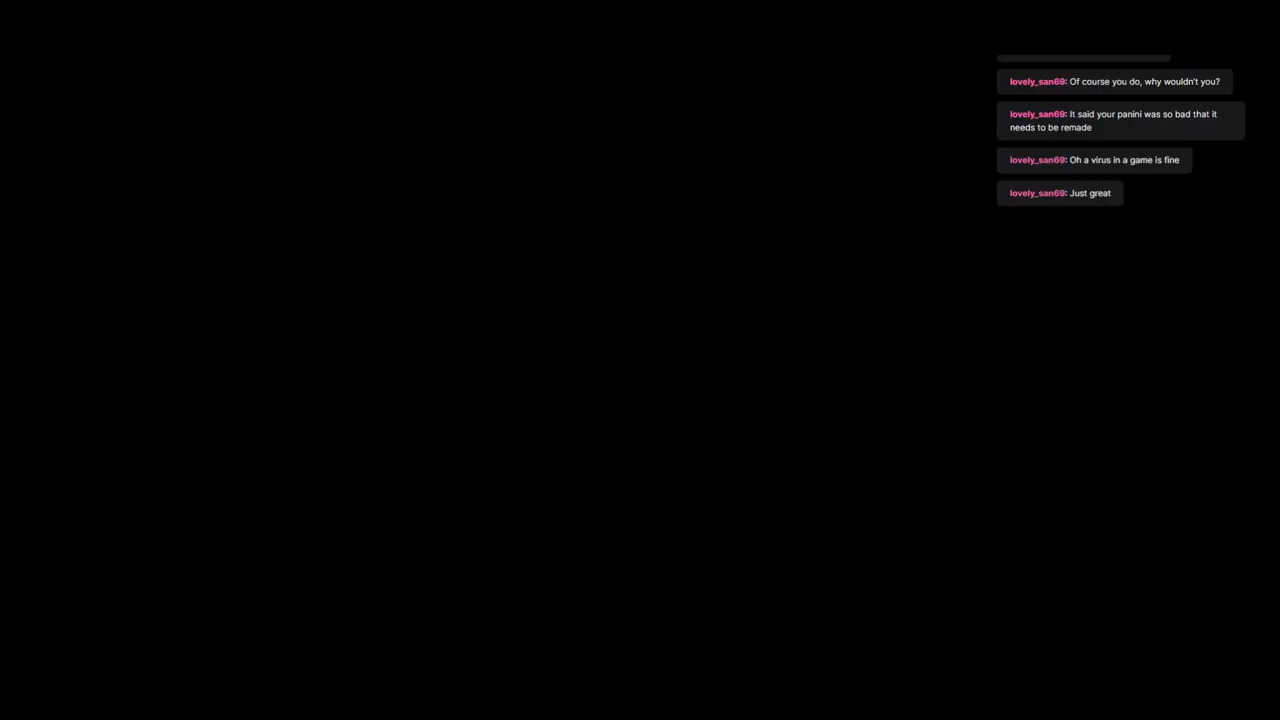 lovely_san69: Of course you do, why wouldn't you?
lovely_san69: It said your panini was so bad that it
needs to be remade
lovely_san69: Oh a virus in a game is fine
lovely_san69: Just great